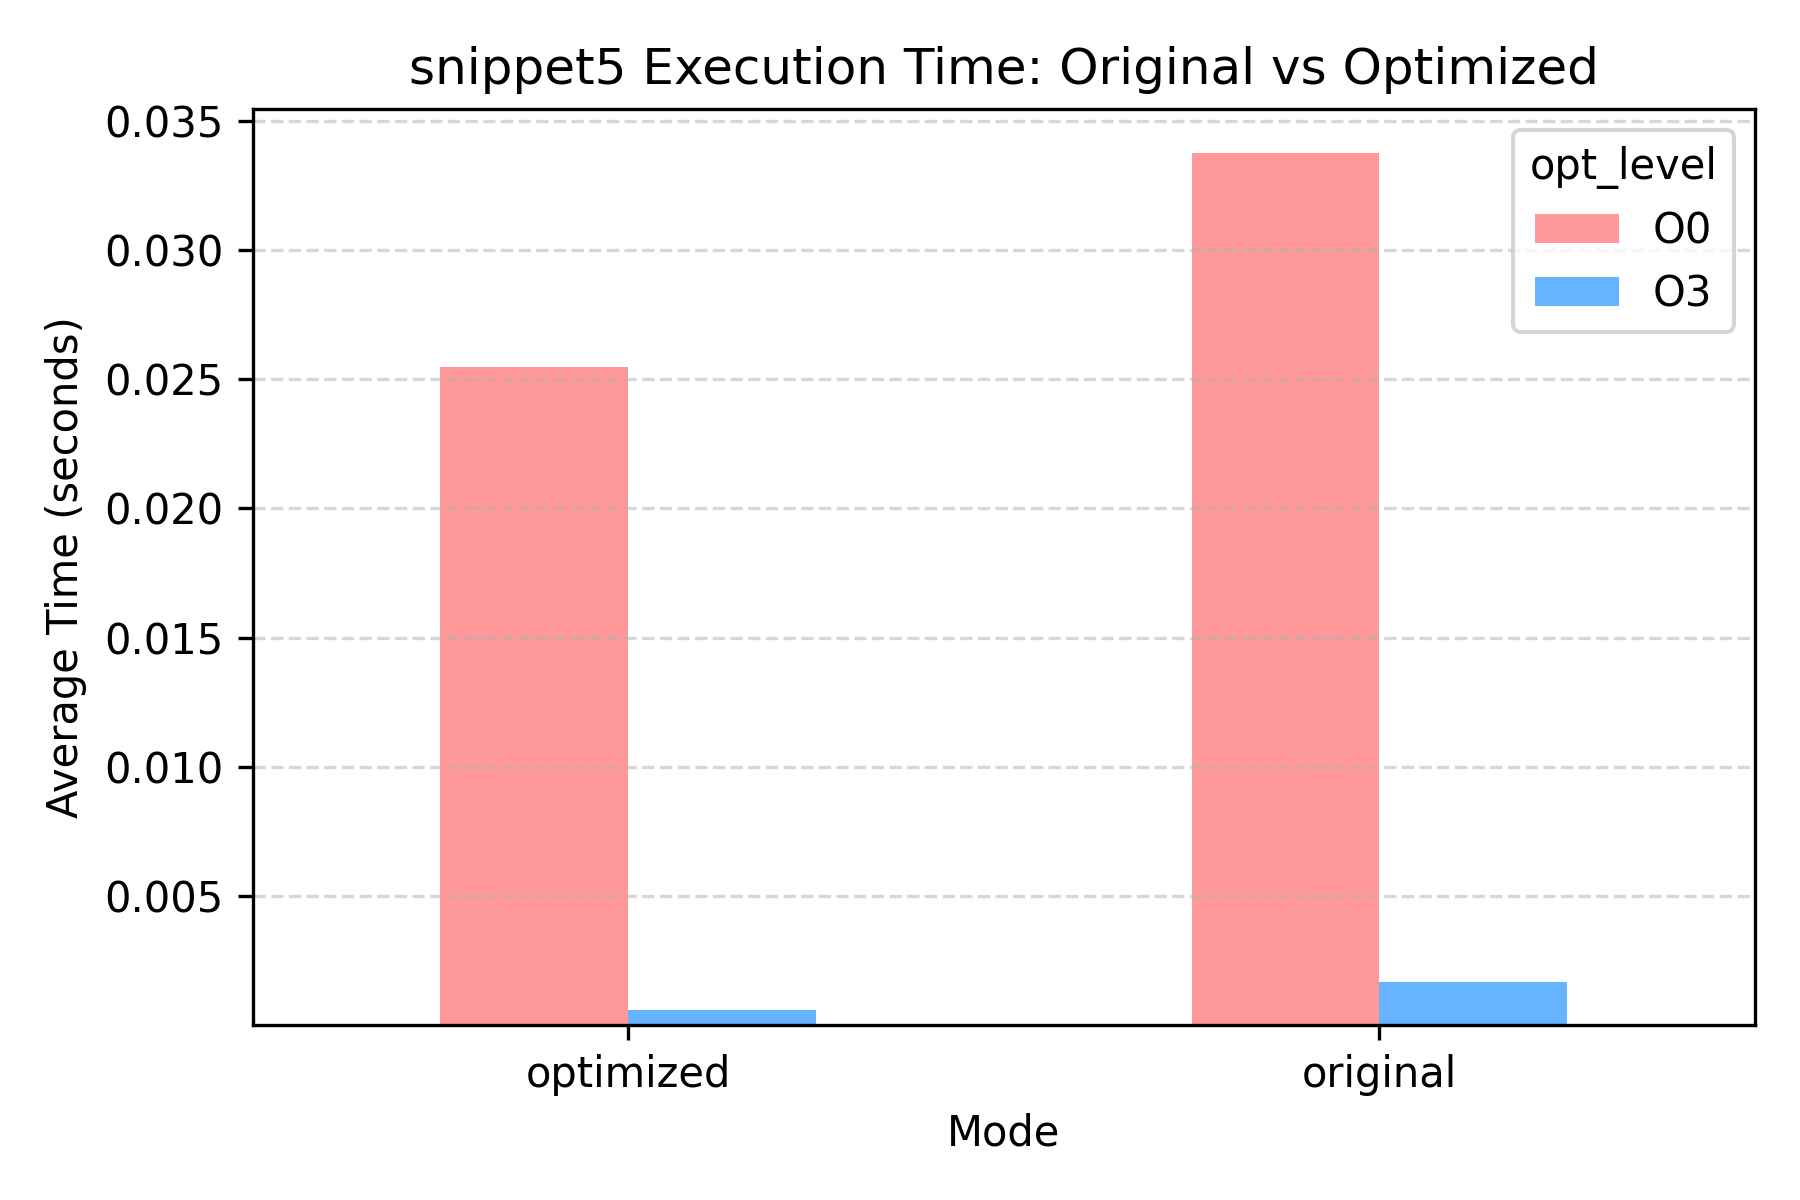 snippet5 Execution Time: Original vs Optimized
Average Time (seconds)
0.035
0.030
0.025
0.020
0.015
0.010
0.005
opt_level
O0
O3
optimized
original
Mode